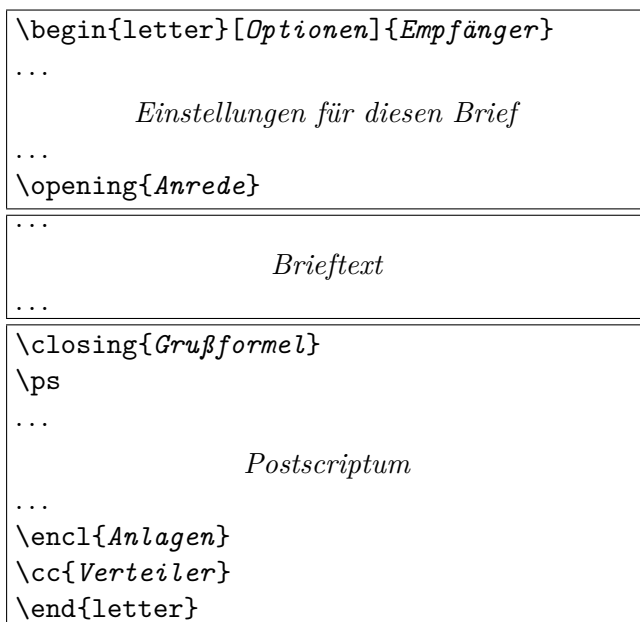 \begin{letter}[Optionen]{Empfänger}
...
Einstellungen für diesen Brief
...
\opening{Anrede}
...
Brieftext
...
\closing{Grußformel}
\ps
...
Postscriptum
...
\encl{Anlagen}
\cc{Verteiler}
\end{letter}